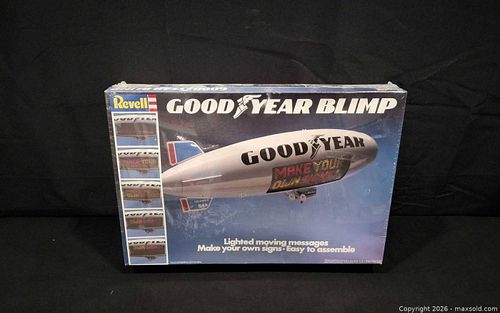 Revell
GOOD YEAR BLIMP
GOOD YEAR
MAKE YOUR
OWN
Lighted moving messages
Make your own signs • Easy to assemble
Copyright 2026 - maxsold.com